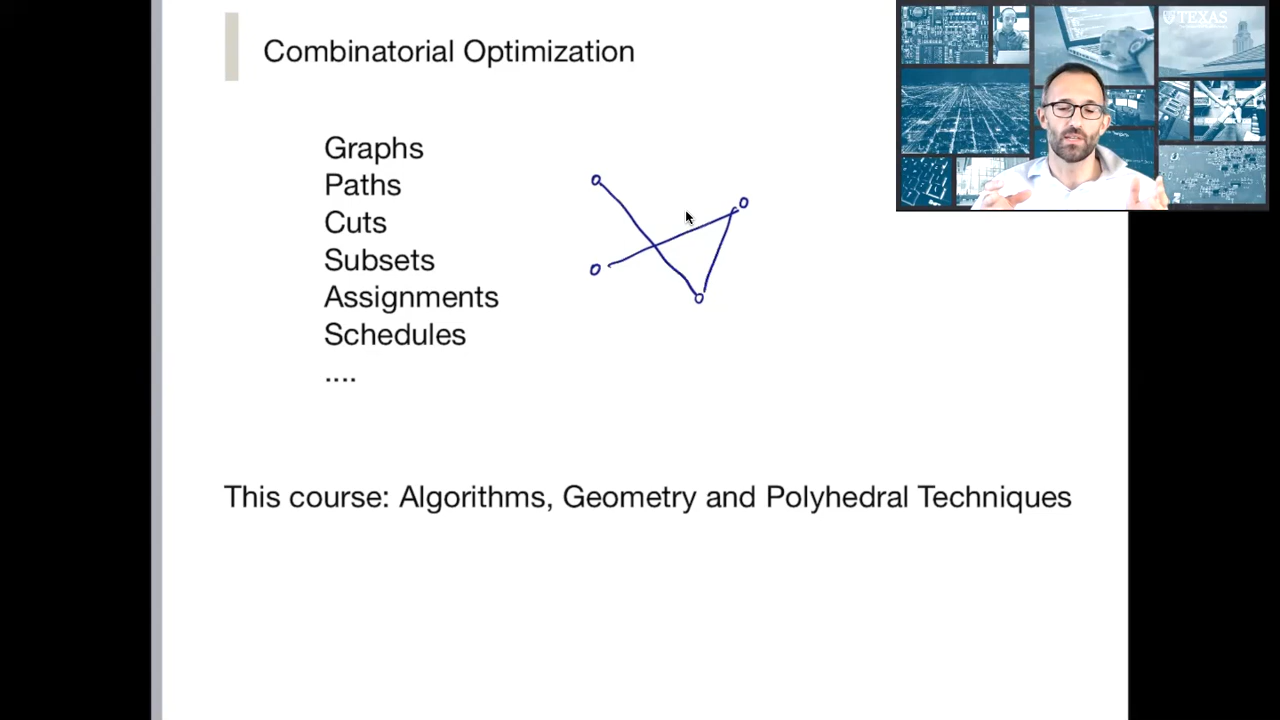 Combinatorial Optimization
TEXAS
Graphs
Paths
Cuts
Subsets
Assignments
Schedules
....
This course: Algorithms, Geometry and Polyhedral Techniques